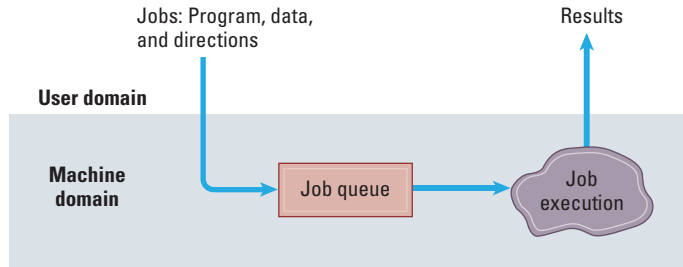 Jobs: Program, data,
and directions
Results
User domain
Machine
domain
Job queue
Job
execution